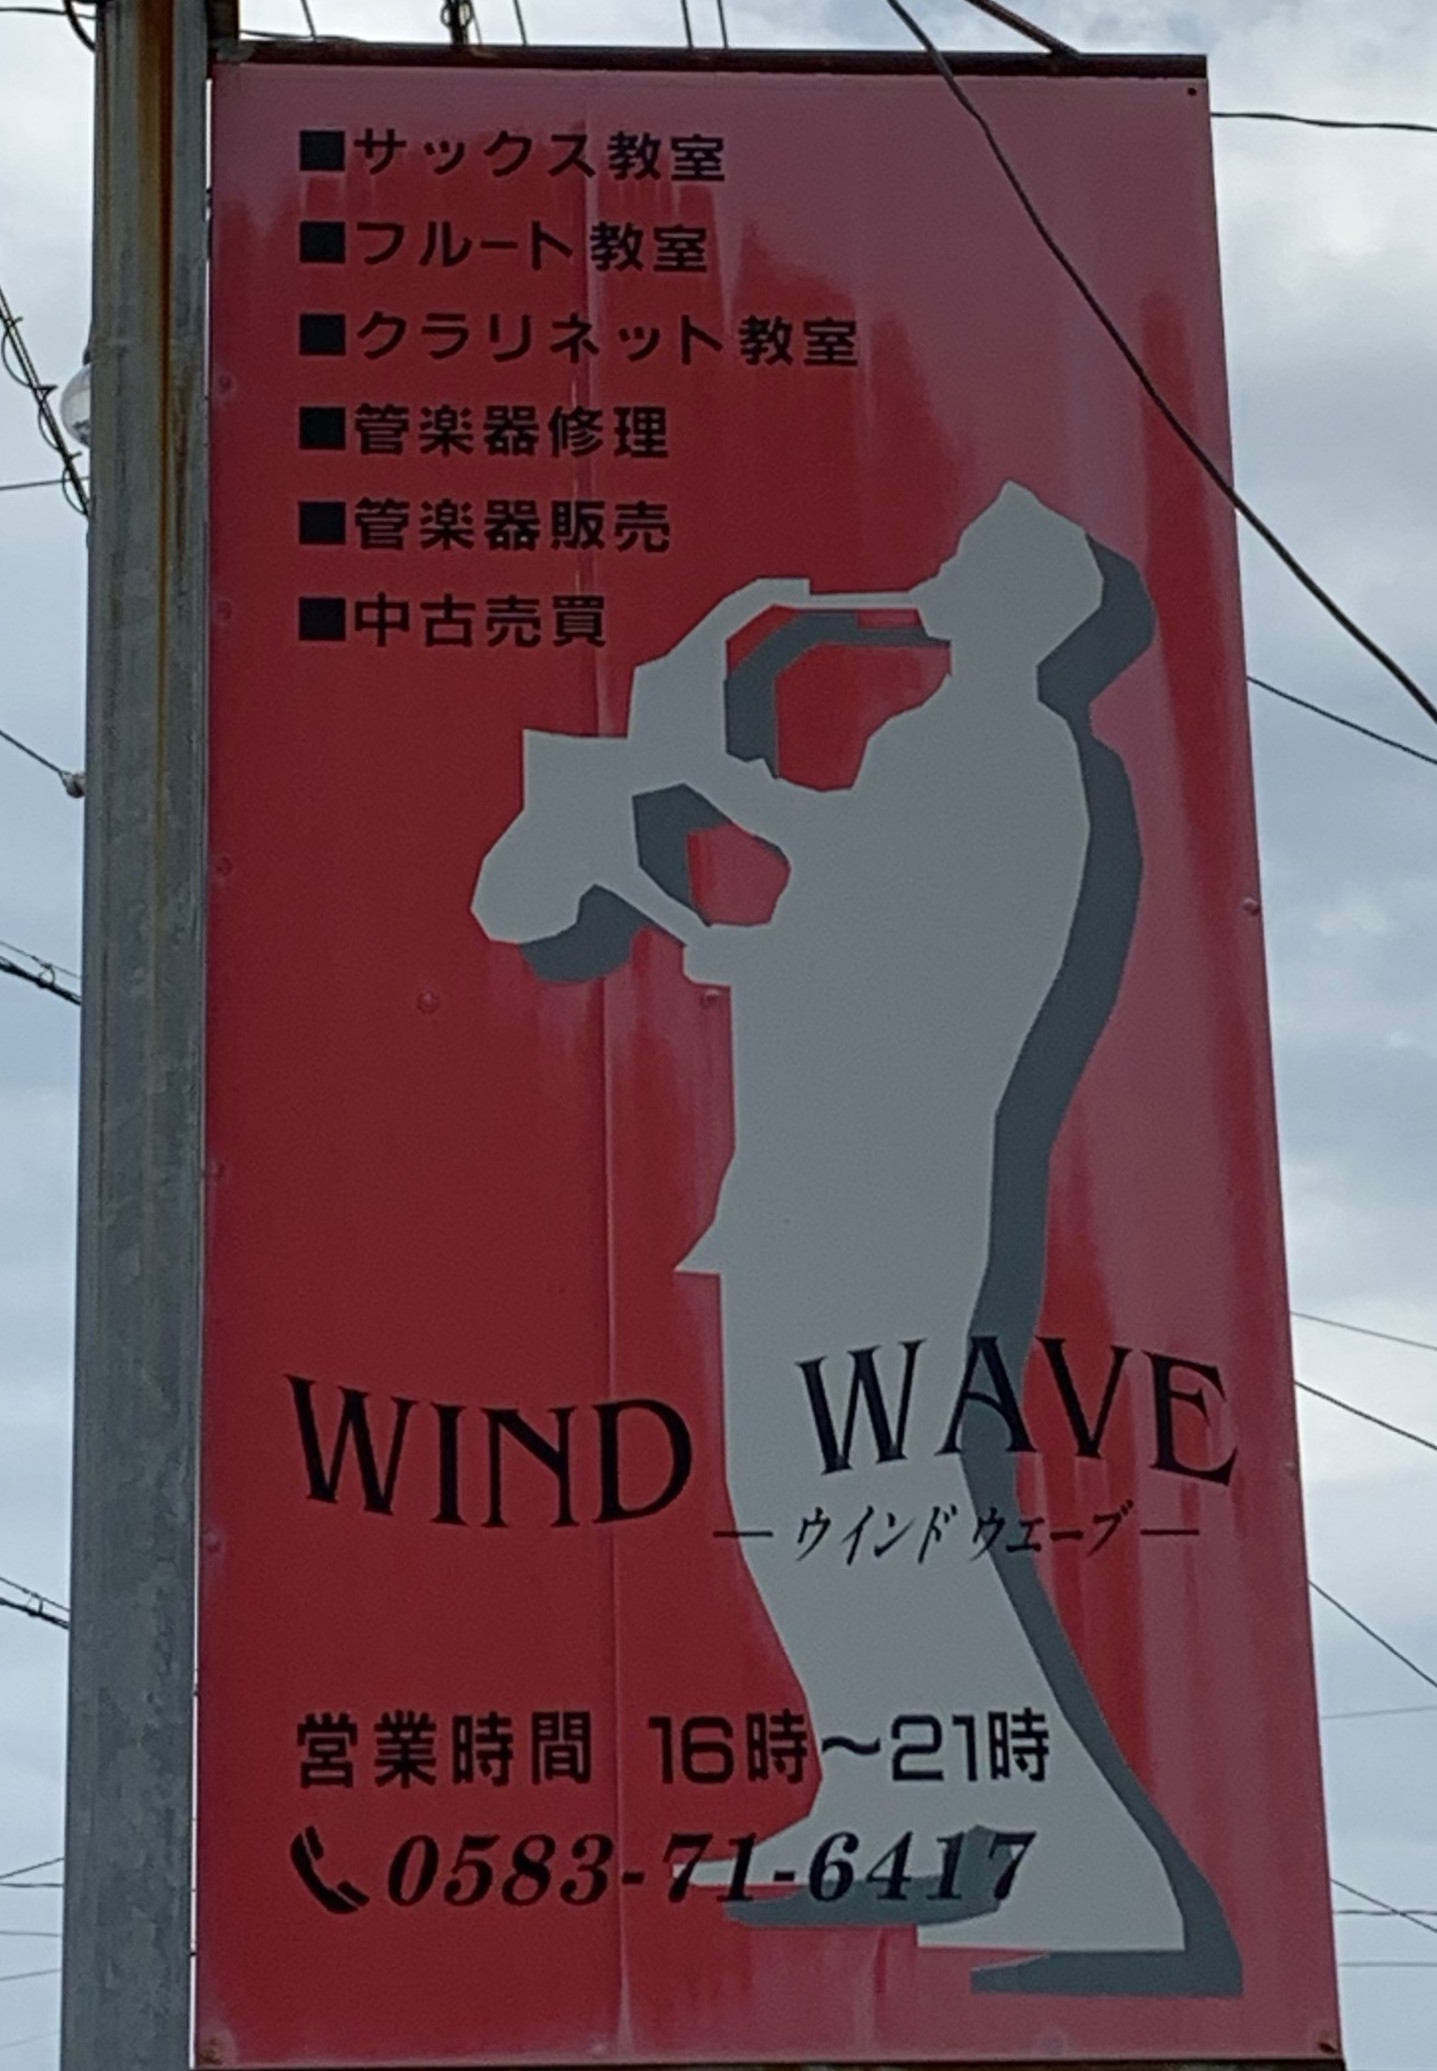 ■サックス教室
■フルート教室
■クラリネット教室
■管楽器修理
■管楽器販売
■中古売買
WIND WAVE
―ウインドウエーブ―
営業時間 16時～21時
0583-71-6417